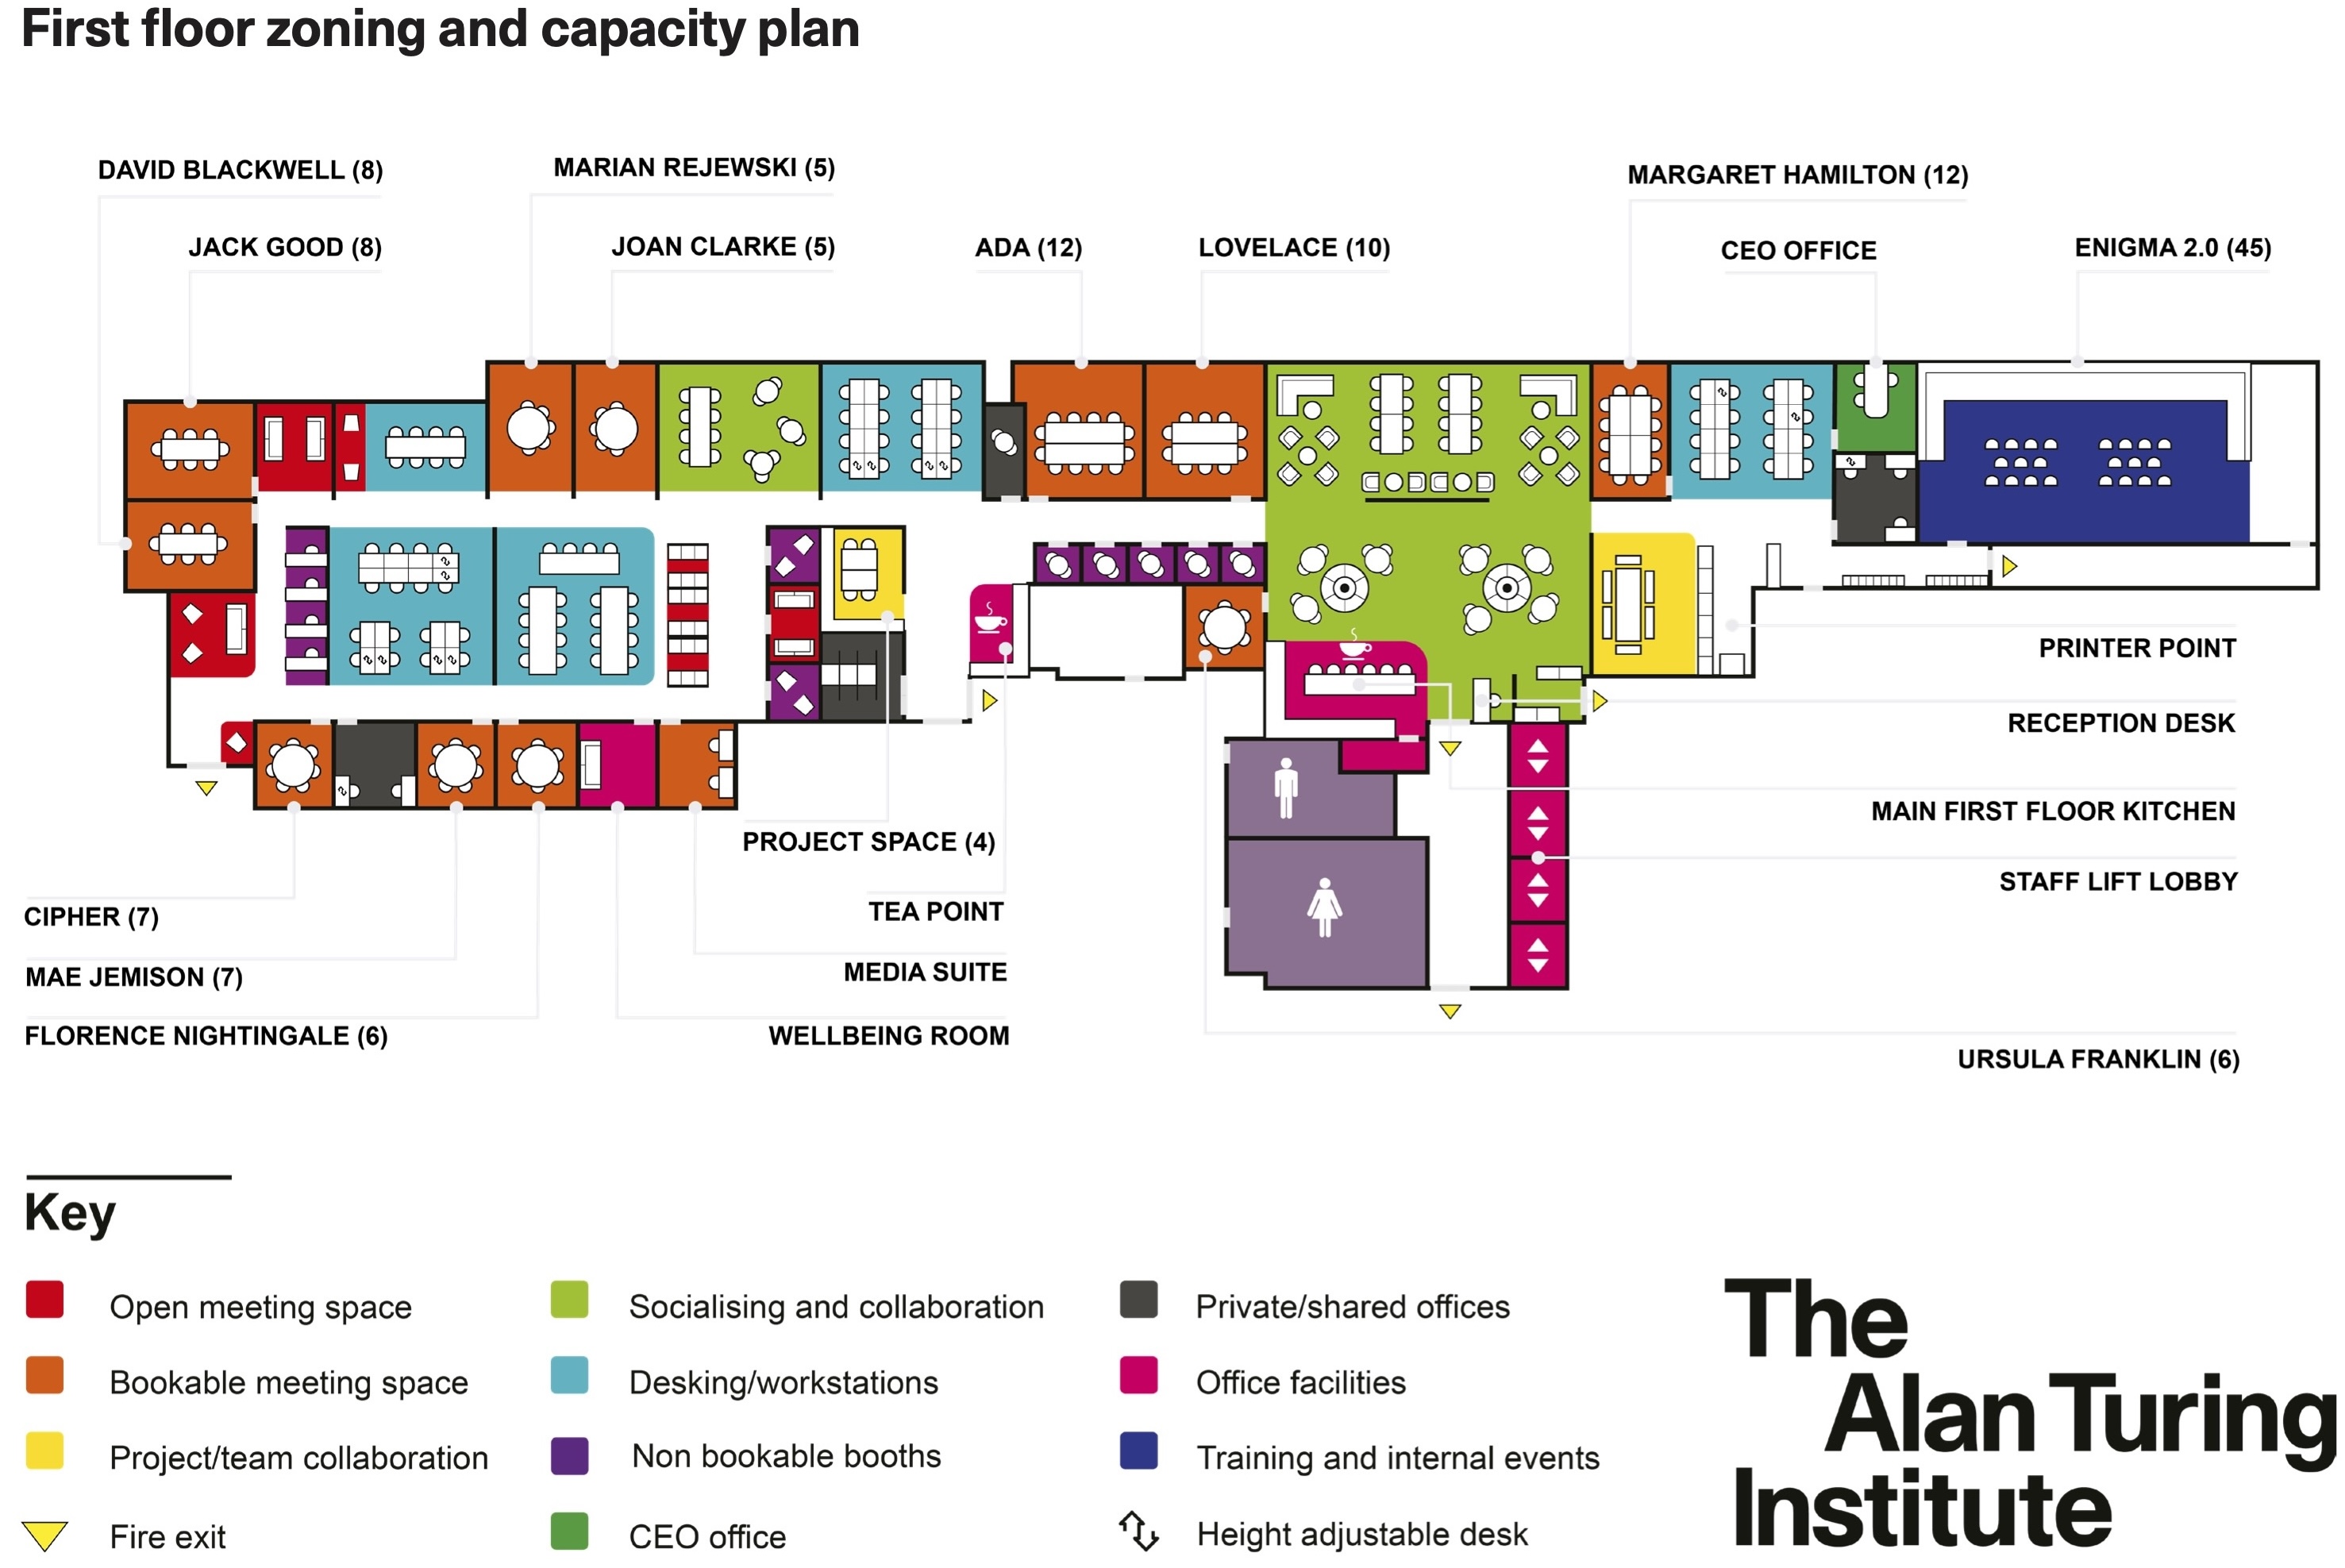 First floor zoning and capacity plan
DAVID BLACKWELL (8)
MARIAN REJEWSKI (5)
MARGARET HAMILTON (12)
JACK GOOD (8)
JOAN CLARKE (5)
ADA (12)
LOVELACE (10)
CEO OFFICE
ENIGMA 2.0 (45)
PRINTER POINT
RECEPTION DESK
MAIN FIRST FLOOR KITCHEN
PROJECT SPACE (4)
STAFF LIFT LOBBY
CIPHER (7)
TEA POINT
MAE JEMISON (7)
MEDIA SUITE
FLORENCE NIGHTINGALE (6)
WELLBEING ROOM
URSULA FRANKLIN (6)
Key
Open meeting space
Bookable meeting space
Project/team collaboration
Fire exit
Socialising and collaboration
Desking/workstations
Non bookable booths
CEO office
Private/shared offices
Office facilities
Training and internal events
Height adjustable desk
The
Alan Turing
Institute